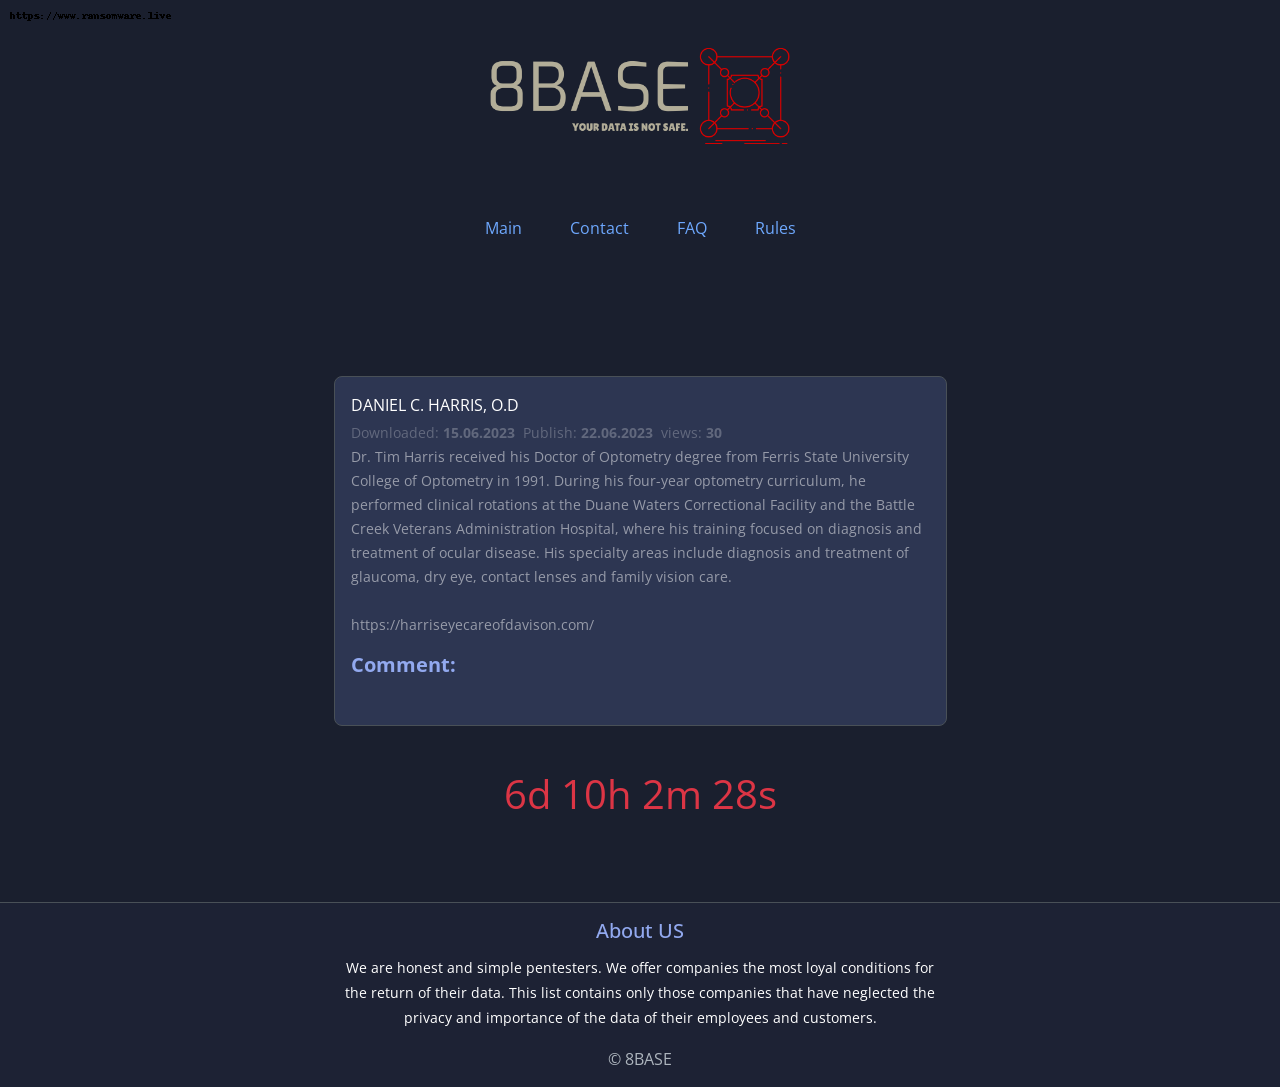 https://www.ransomware.live
8BASE
YOUR DATA IS NOT SAFE.
Main Contact FAQ Rules
DANIEL C. HARRIS, O.D
Downloaded: 15.06.2023 Publish: 22.06.2023 views: 30
Dr. Tim Harris received his Doctor of Optometry degree from Ferris State University
College of Optometry in 1991. During his four-year optometry curriculum, he
performed clinical rotations at the Duane Waters Correctional Facility and the Battle
Creek Veterans Administration Hospital, where his training focused on diagnosis and
treatment of ocular disease. His specialty areas include diagnosis and treatment of
glaucoma, dry eye, contact lenses and family vision care.
https://harriseyecareofdavison.com/
Comment:
6d 10h 2m 28s
About US
We are honest and simple pentesters. We offer companies the most loyal conditions for
the return of their data. This list contains only those companies that have neglected the
privacy and importance of the data of their employees and customers.
© 8BASE